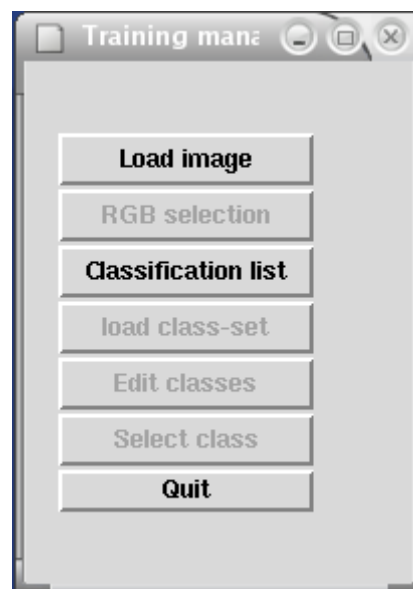 Training mana
Load image
RGB selection
Classification list
load class-set
Edit classes
Select class
Quit